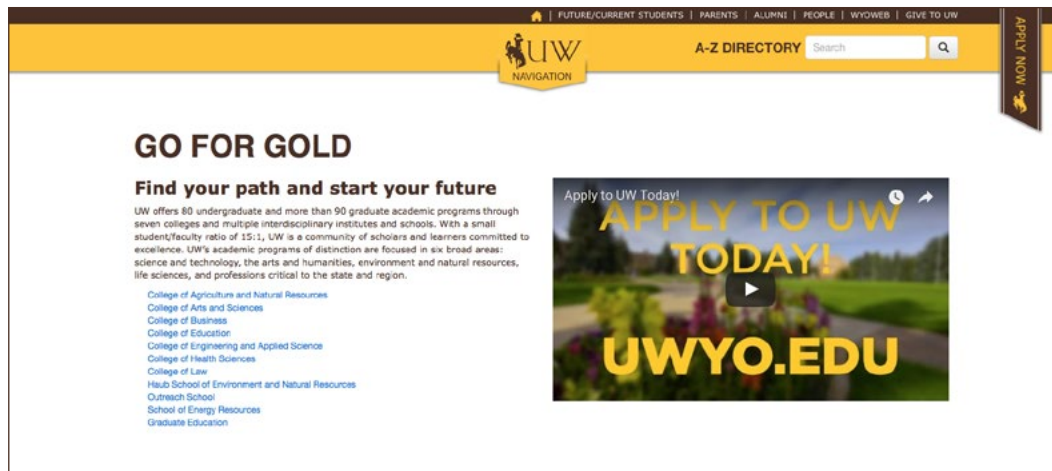 FUTURE/CURRENT STUDENTS | PARENTS | ALUMNI | PEOPLE | WYOWEB | GIVE TO UW
APPLY NOW
UW
NAVIGATION
A-Z DIRECTORY Search
GO FOR GOLD
Find your path and start your future
UW offers 80 undergraduate and more than 90 graduate academic programs through
seven colleges and multiple interdisciplinary institutes and schools. With a small
student/faculty ratio of 15:1, UW is a community of scholars and learners committed to
excellence. UW's academic programs of distinction are focused in six broad areas:
science and technology, the arts and humanities, environment and natural resources,
life sciences, and professions critical to the state and region.
College of Agriculture and Natural Resources
College of Arts and Sciences
College of Business
College of Education
College of Engineering and Applied Science
College of Health Sciences
College of Law
Haub School of Environment and Natural Resources
Outreach School
School of Energy Resources
Graduate Education
Apply to UW Today!
APPLY TO UW
TODAY!
UWYO.EDU